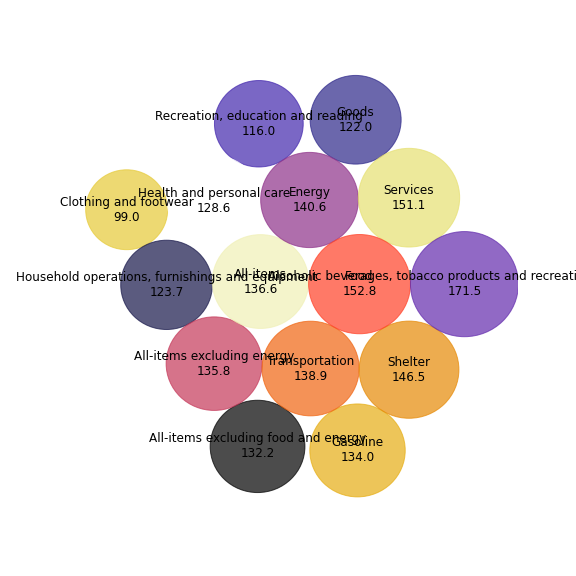 Goods
122.0
Recreation, education and reading
116.0
Services
151.1
Energy
140.6
Health and personal care
128.6
Clothing and footwear
99.0
Household operations, furnishings and equipment
123.7
All-items
136.6
Food
152.8
Alcoholic beverages, tobacco products and recreati
171.5
All-items excluding energy
135.8
Transportation
138.9
Shelter
146.5
All-items excluding food and energy
132.2
Gasoline
134.0